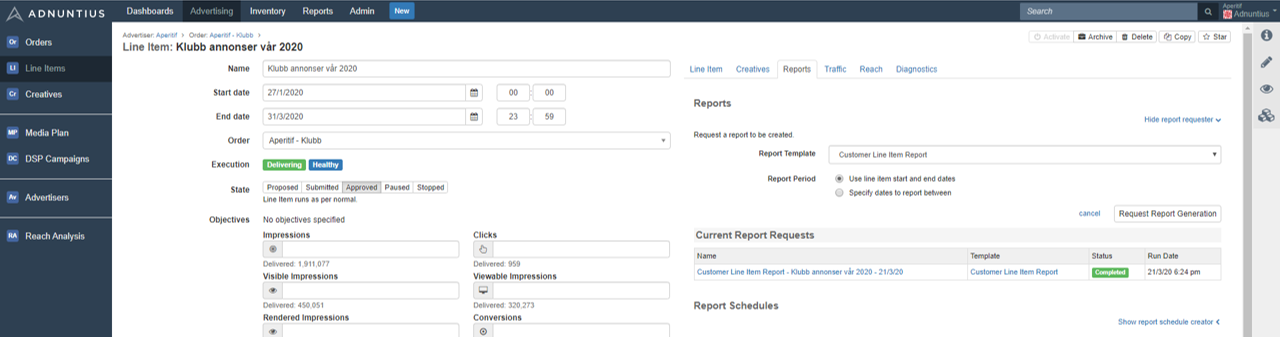 ADNUNTIUS
Dashboards Advertising Inventory Reports Admin New
Search
Aperitif
Adnuntius
Or Orders
LI Line Items
Cr Creatives
MP Media Plan
DC DSP Campaigns
Av Advertisers
RA Reach Analysis
Advertiser: Aperitif > Order: Aperitif - Klubb >
Line Item: Klubb annonser vår 2020
Activate Archive Delete Copy Star
Name Klubb annonser vår 2020
Start date 27/1/2020 00 : 00
End date 31/3/2020 23 : 59
Order Aperitif - Klubb
Execution Delivering Healthy
State Proposed Submitted Approved Paused Stopped
Line Item runs as per normal.
Objectives No objectives specified
Impressions Clicks
Delivered: 1,911,077 Delivered: 959
Visible Impressions Viewable Impressions
Delivered: 450,051 Delivered: 320,273
Rendered Impressions Conversions
Line Item Creatives Reports Traffic Reach Diagnostics
Reports
Hide report requester
Request a report to be created.
Report Template Customer Line Item Report
Report Period Use line item start and end dates
Specify dates to report between
cancel Request Report Generation
Current Report Requests
Name Template Status Run Date
Customer Line Item Report - Klubb annonser vår 2020 - 21/3/20 Customer Line Item Report Completed 21/3/20 6:24 pm
Report Schedules
Show report schedule creator